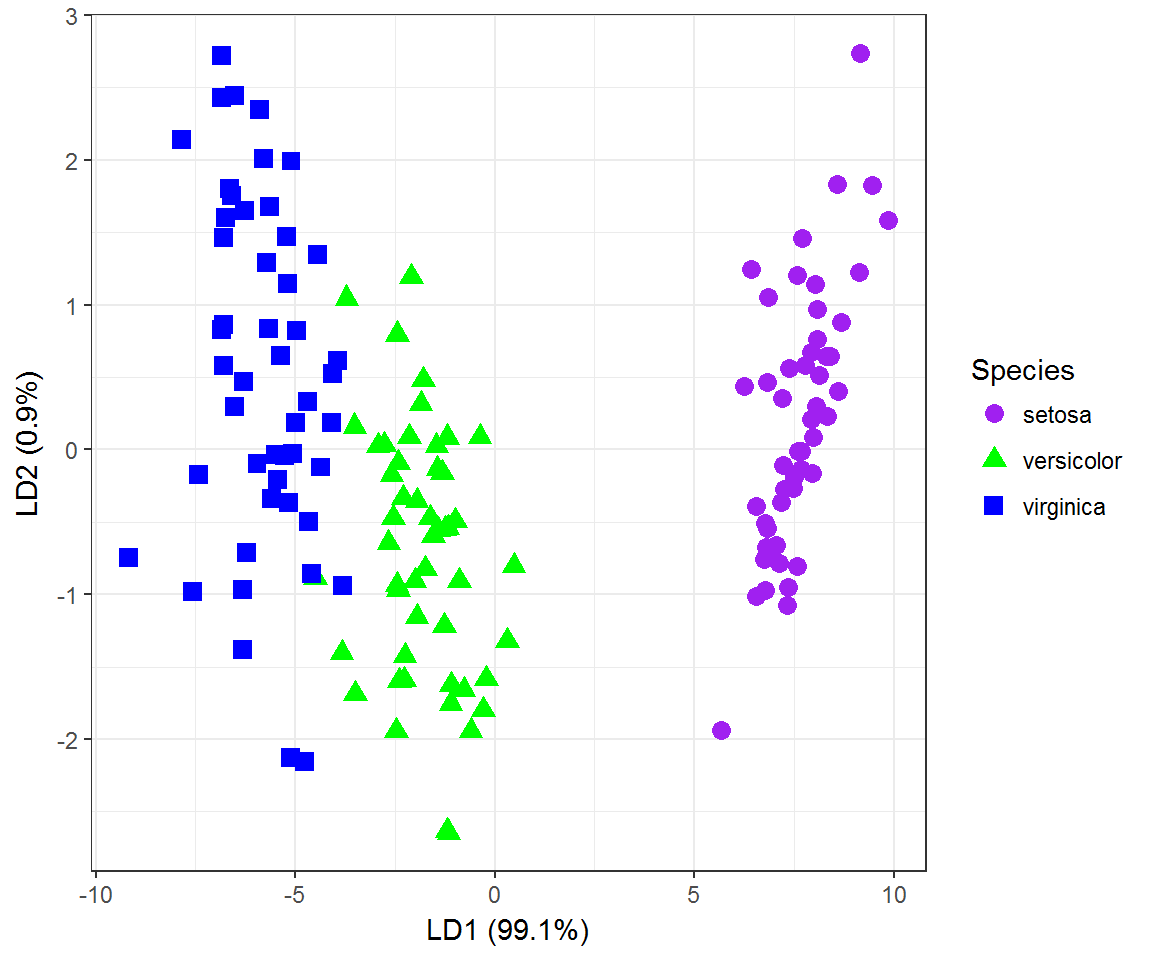 3
2
1
0
-1
-2
LD2 (0.9%)
-10
-5
0
5
10
LD1 (99.1%)
Species
setosa
versicolor
virginica